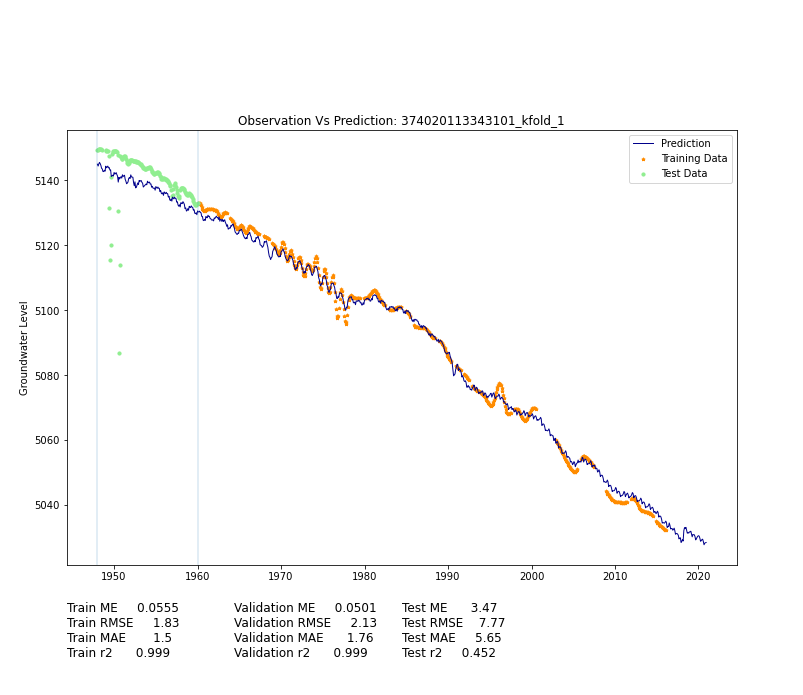 Observation Vs Prediction: 374020113343101_kfold_1
Prediction
Training Data
Test Data
Groundwater Level
5140
5120
5100
5080
5060
5040
1950 1960 1970 1980 1990 2000 2010 2020
Train ME 0.0555 Validation ME 0.0501 Test ME 3.47
Train RMSE 1.83 Validation RMSE 2.13 Test RMSE 7.77
Train MAE 1.5 Validation MAE 1.76 Test MAE 5.65
Train r2 0.999 Validation r2 0.999 Test r2 0.452